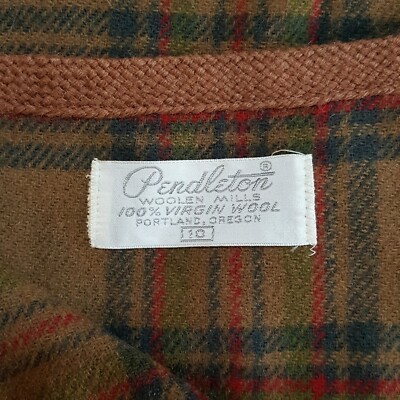 Pendleton®
WOOLEN MILLS
100% VIRGIN WOOL
PORTLAND, OREGON
10